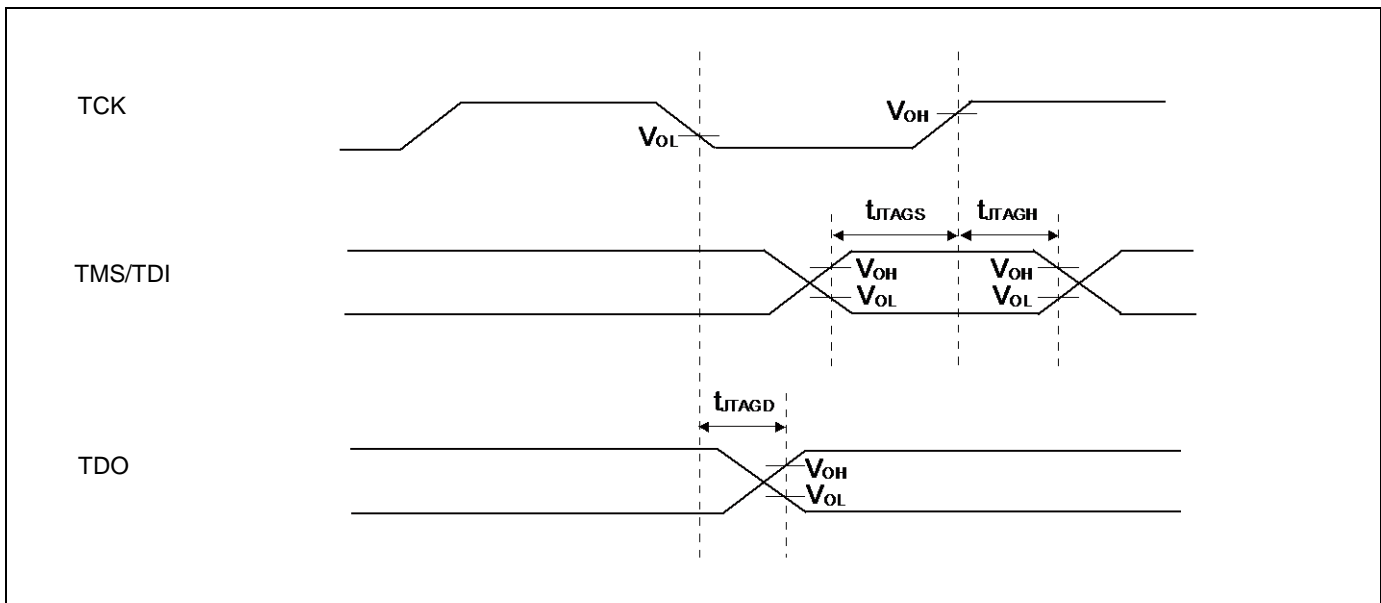 TCK
VOL
VOH
tJTAGS tJTAGH
TMS/TDI
VOH VOH
VOL VOL
tJTAGD
TDO
VOH
VOL